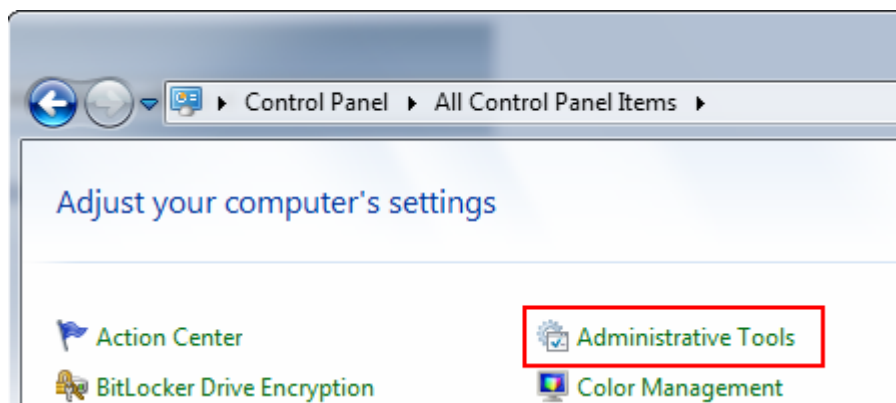 Control Panel All Control Panel Items
Adjust your computer's settings
Action Center
Administrative Tools
BitLocker Drive Encryption
Color Management